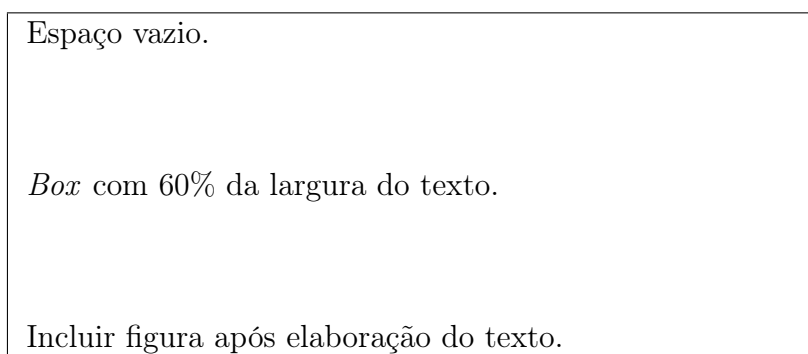 Espaço vazio.
Box com 60% da largura do texto.
Incluir figura após elaboração do texto.